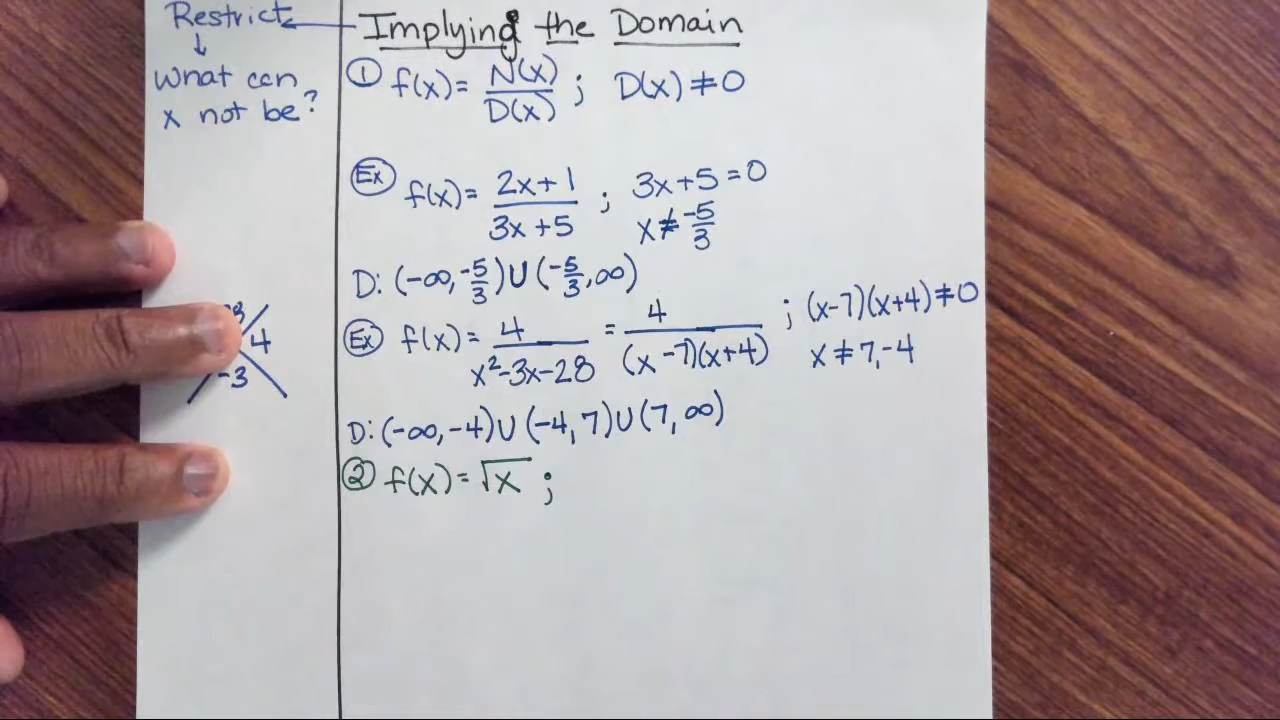 Restrict ← Implying the Domain
↓
What can
x not be?
① f(x) = N(x)/D(x) ; D(x) ≠ 0
Ex f(x) = (2x+1)/(3x+5) ; 3x+5 = 0
x ≠ -5/3
D: (-∞, -5/3) ∪ (-5/3, ∞)
Ex f(x) = 4/(x²-3x-28) = 4/((x-7)(x+4)) ; (x-7)(x+4) ≠ 0
x ≠ 7, -4
4
-3
D: (-∞, -4) ∪ (-4, 7) ∪ (7, ∞)
② f(x) = √x ;